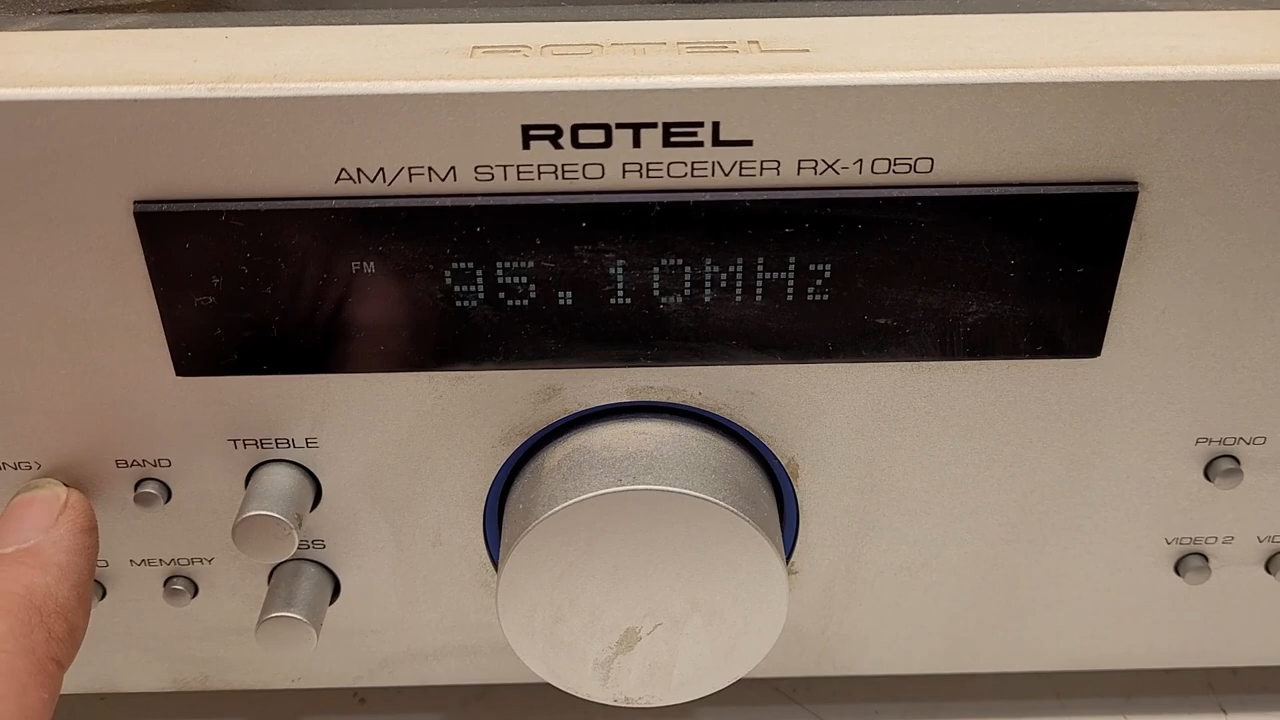 ROTEL
ROTEL
AM/FM STEREO RECEIVER RX-1050
FM 95.10MHz
TREBLE
PHONO
BAND
VIDEO 2
MEMORY